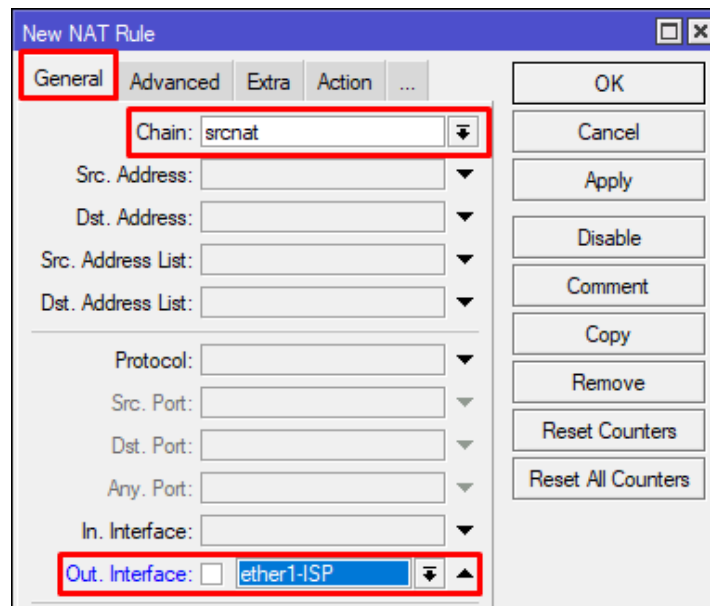 New NAT Rule
General Advanced Extra Action ...
OK
Chain: srcnat
Cancel
Src. Address:
Apply
Dst. Address:
Disable
Src. Address List:
Comment
Dst. Address List:
Copy
Protocol:
Remove
Src. Port:
Reset Counters
Dst. Port:
Reset All Counters
Any. Port:
In. Interface:
Out. Interface: ether1-ISP